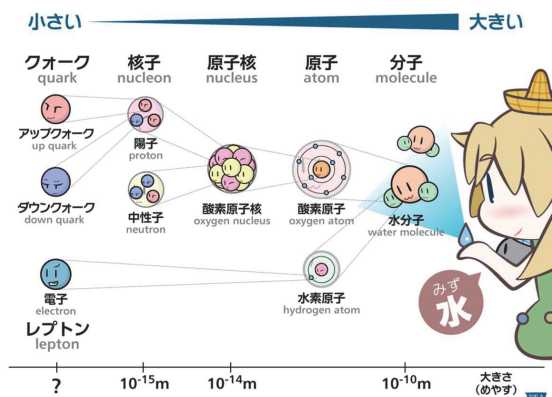 小さい
大きい
クォーク
quark
核子
nucleon
原子核
nucleus
原子
atom
分子
molecule
アップクォーク
up quark
陽子
proton
ダウンクォーク
down quark
中性子
neutron
酸素原子核
oxygen nucleus
酸素原子
oxygen atom
水分子
water molecule
みず
水
電子
electron
水素原子
hydrogen atom
レプトン
lepton
?
10-15m
10-14m
10-10m
大きさ
(めやす)